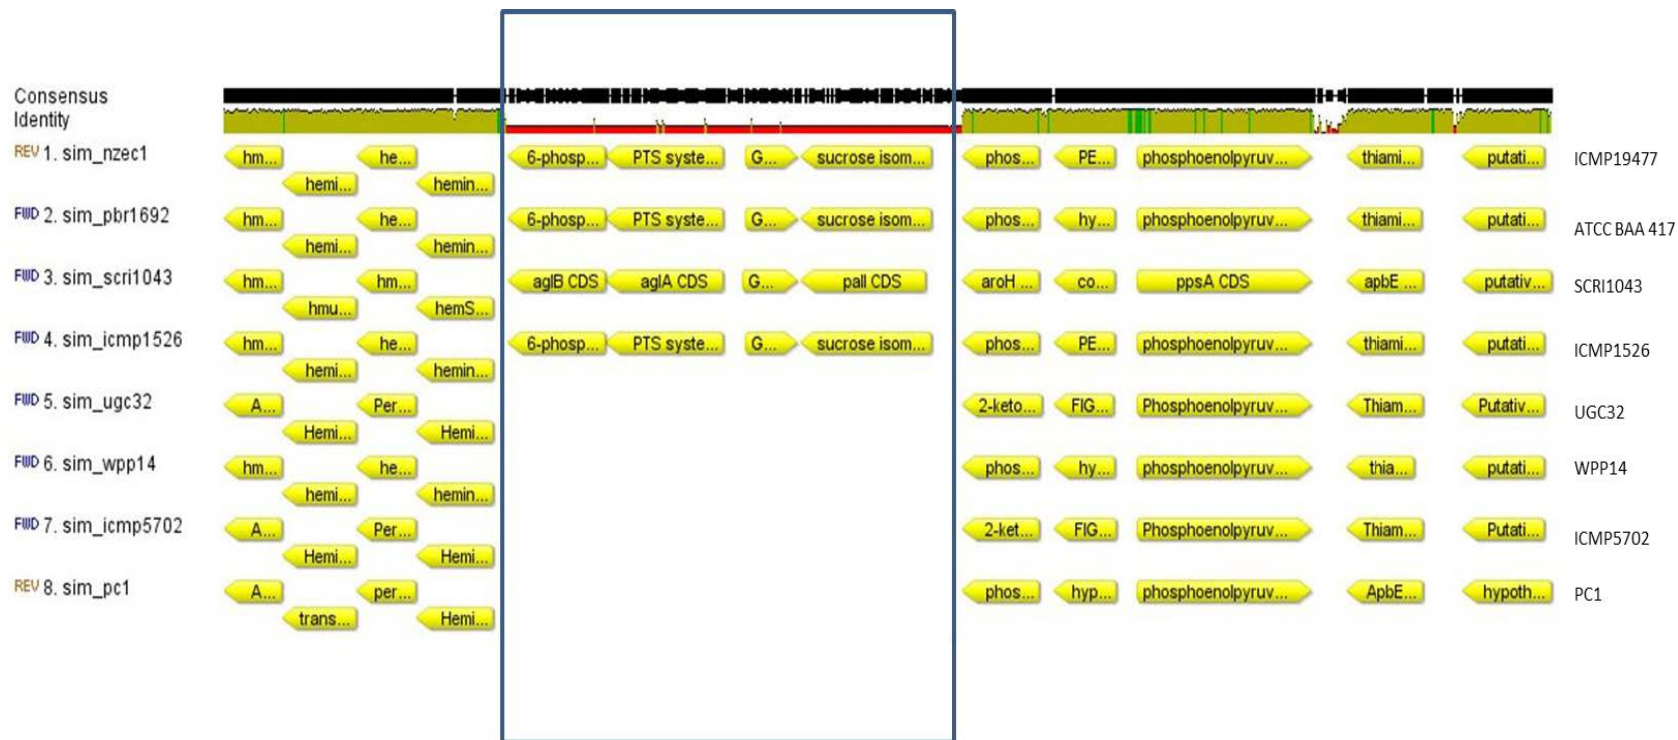 Consensus
Identity
REV 1. sim_nzec1 hm... he... 6-phosp... PTS syste... G... sucrose isom... phos... PE... phosphoenolpyruv... thiami... putati... ICMP19477
hemi... hemin...
FWD 2. sim_pbr1692 hm... he... 6-phosp... PTS syste... G... sucrose isom... phos... hy... phosphoenolpyruv... thiami... putati... ATCC BAA 417
hemi... hemin...
FWD 3. sim_scri1043 hm... hm... aglB CDS aglA CDS G... palI CDS aroH ... co... ppsA CDS apbE ... putativ... SCRI1043
hmu... hemS...
FWD 4. sim_icmp1526 hm... he... 6-phosp... PTS syste... G... sucrose isom... phos... PE... phosphoenolpyruv... thiami... putati... ICMP1526
hemi... hemin...
FWD 5. sim_ugc32 A... Per... 2-keto... FIG... Phosphoenolpyruv... Thiam... Putativ... UGC32
Hemi... Hemi...
FWD 6. sim_wpp14 hm... he... phos... hy... phosphoenolpyruv... thia... putati... WPP14
hemi... hemin...
FWD 7. sim_icmp5702 A... Per... 2-ket... FIG... Phosphoenolpyruv... Thiam... Putati... ICMP5702
Hemi... Hemi...
REV 8. sim_pc1 A... per... phos... hyp... phosphoenolpyruv... ApbE... hypoth... PC1
trans... Hemi...